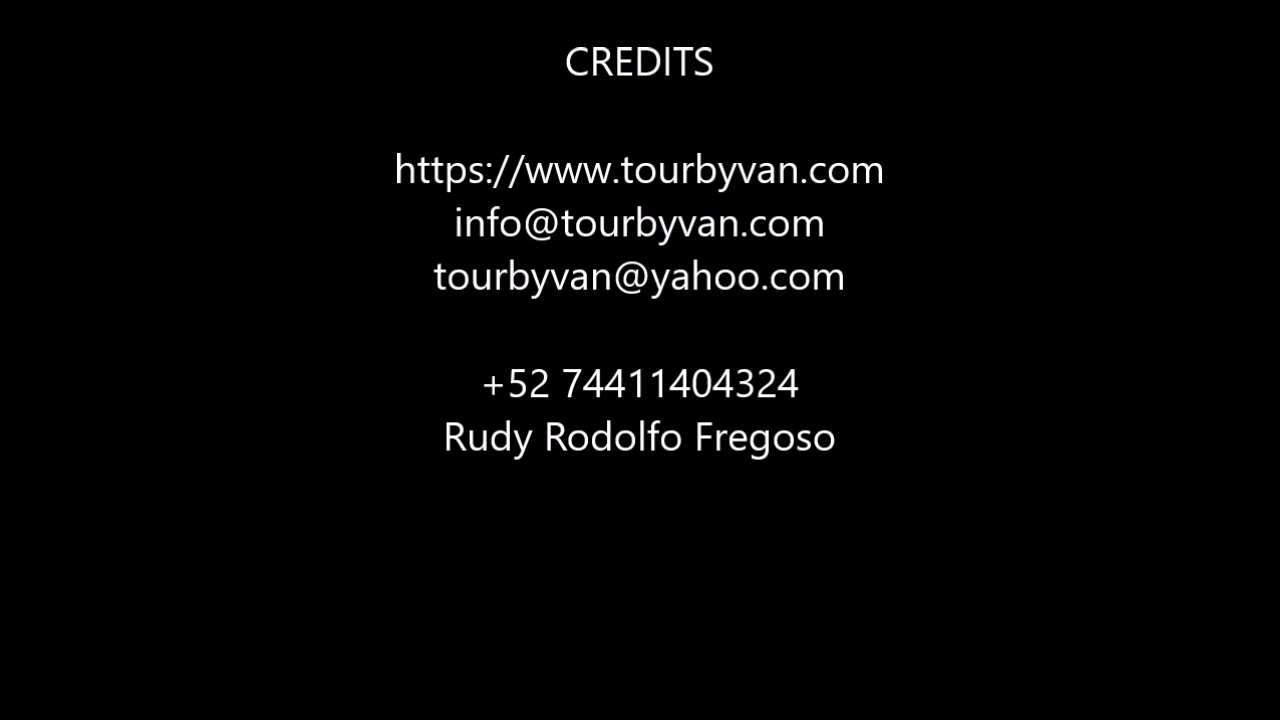 CREDITS
https://www.tourbyvan.com
info@tourbyvan.com
tourbyvan@yahoo.com
+52 74411404324
Rudy Rodolfo Fregoso